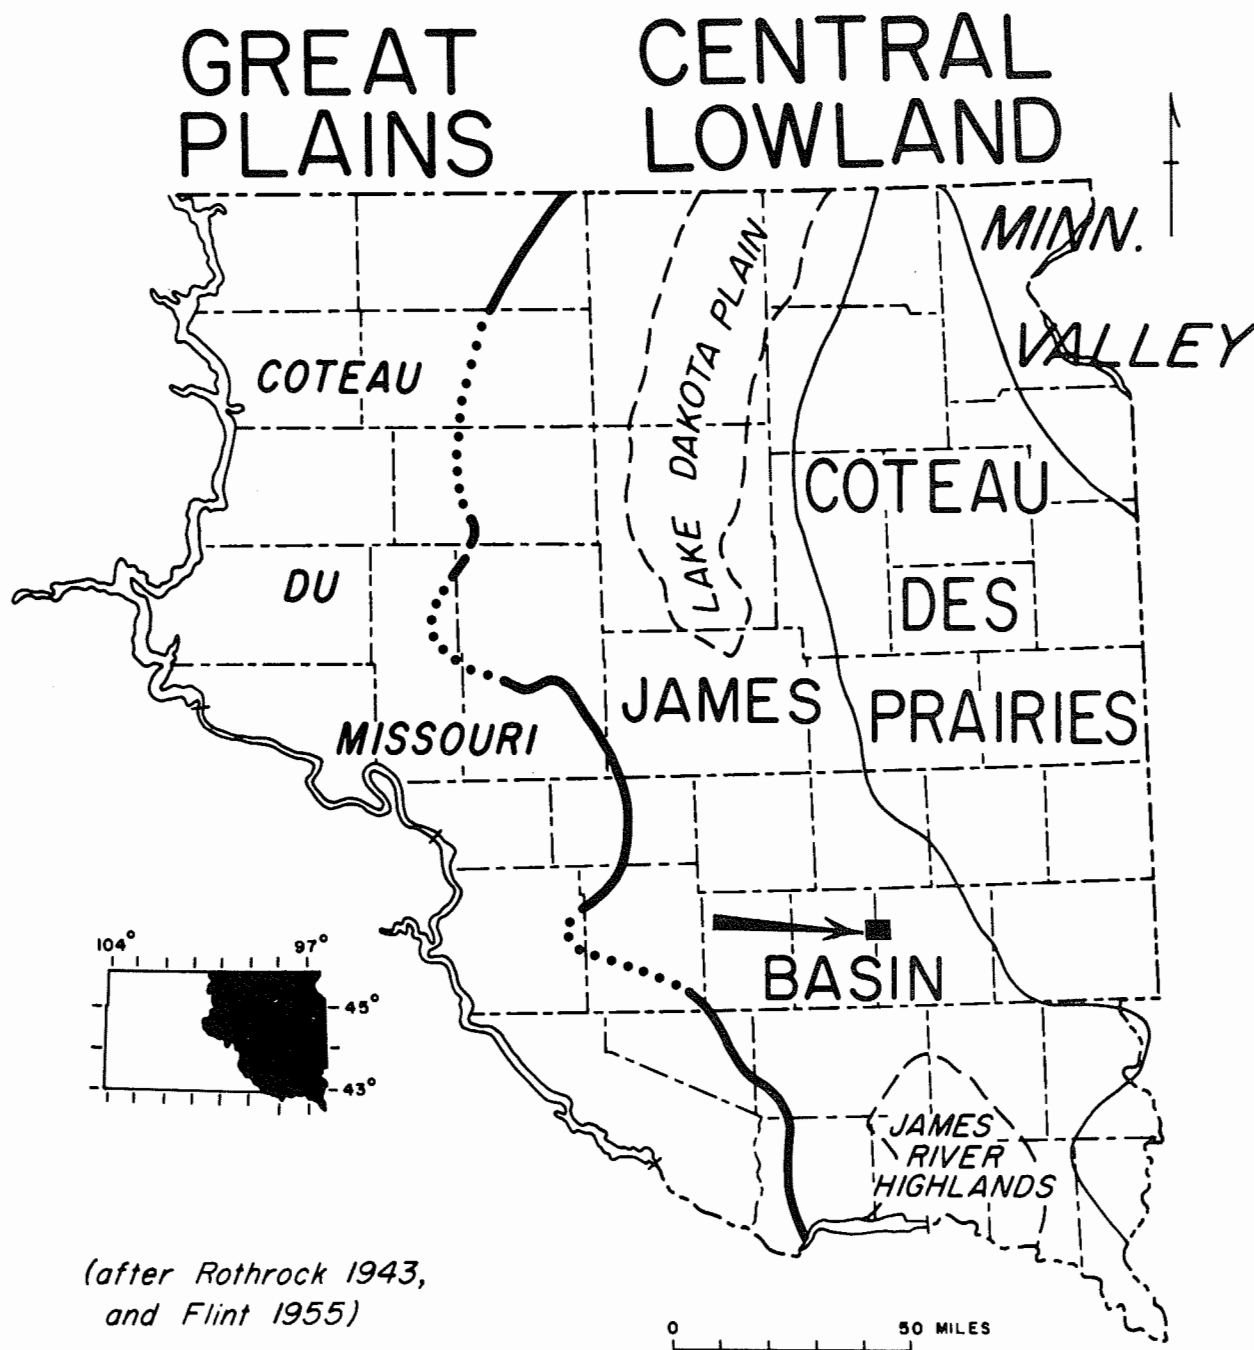 GREAT
PLAINS
CENTRAL
LOWLAND
MINN.
VALLEY
LAKE DAKOTA PLAIN
COTEAU
DU
MISSOURI
COTEAU
DES
PRAIRIES
JAMES
BASIN
JAMES
RIVER
HIGHLANDS
104° 97°
45°
43°
(after Rothrock 1943,
and Flint 1955)
0 50 MILES